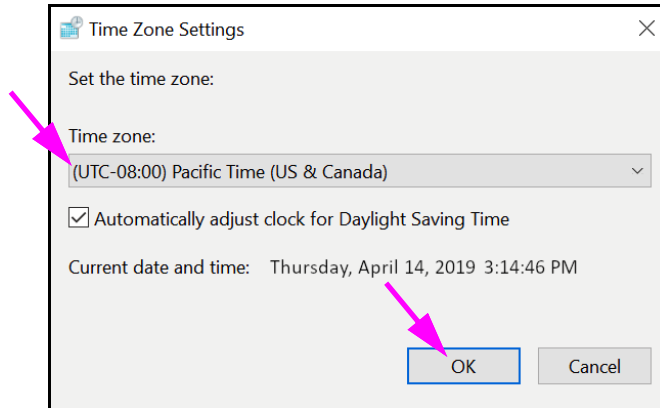 Time Zone Settings
Set the time zone:
Time zone:
(UTC-08:00) Pacific Time (US & Canada)
Automatically adjust clock for Daylight Saving Time
Current date and time: Thursday, April 14, 2019 3:14:46 PM
OK Cancel